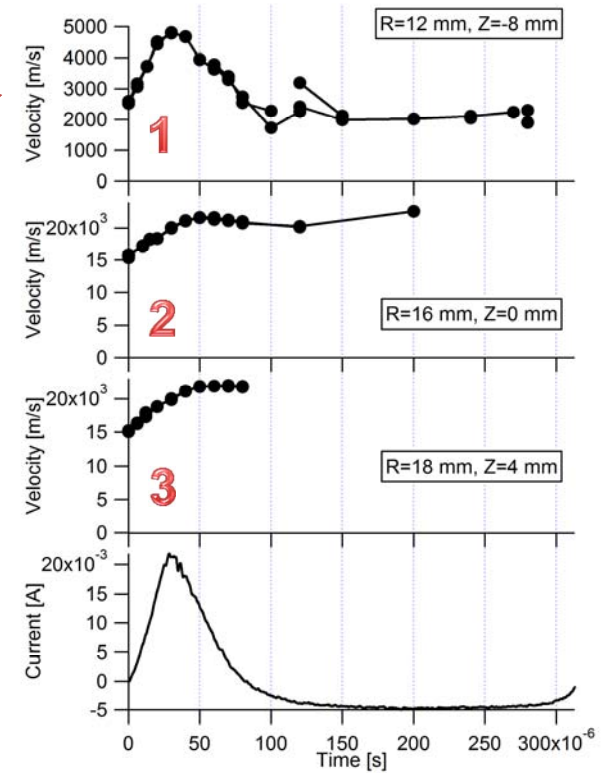 R=12 mm, Z=-8 mm
Velocity [m/s]
5000
4000
3000
2000
1000
0
1
Velocity [m/s]
20x10³
15
10
5
0
2
R=16 mm, Z=0 mm
Velocity [m/s]
20x10³
15
10
5
0
3
R=18 mm, Z=4 mm
Current [A]
20x10⁻³
15
10
5
0
-5
0 50 100 150 200 250 300x10⁻⁶
Time [s]